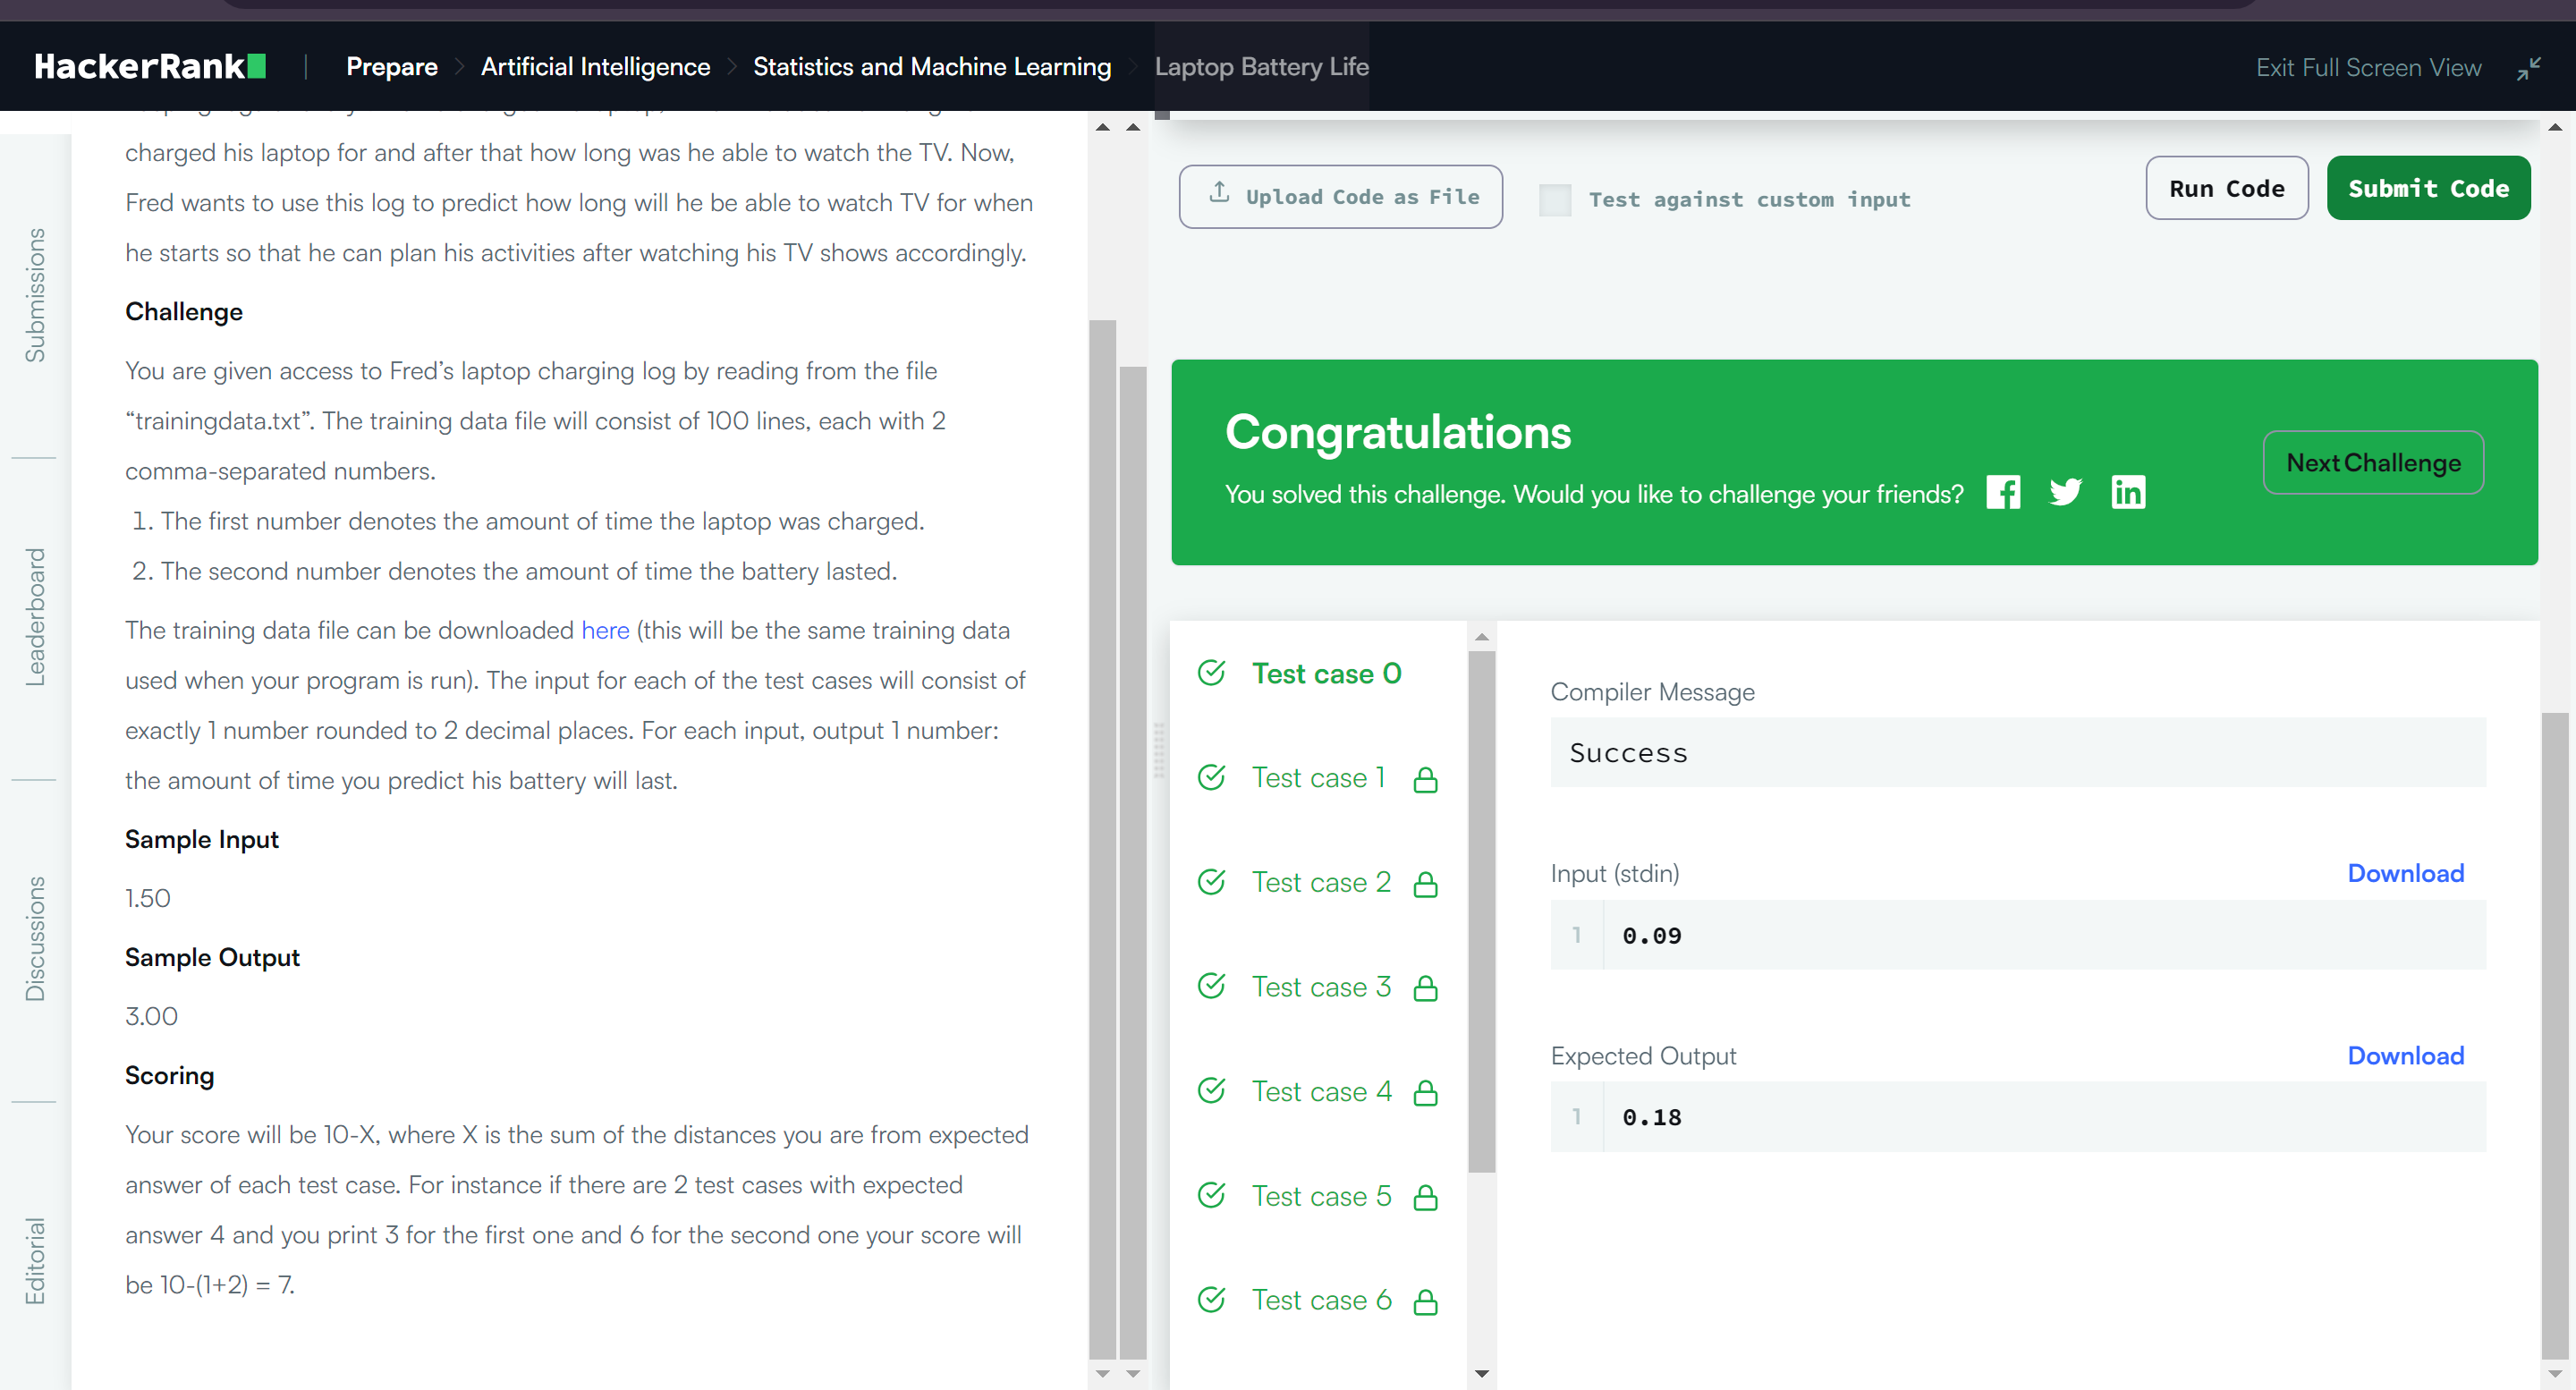 HackerRank
Prepare
Artificial Intelligence
Statistics and Machine Learning
Laptop Battery Life
Exit Full Screen View
Submissions
Leaderboard
Discussions
Editorial
charged his laptop for and after that how long was he able to watch the TV. Now,
Fred wants to use this log to predict how long will he be able to watch TV for when
he starts so that he can plan his activities after watching his TV shows accordingly.
Challenge
You are given access to Fred’s laptop charging log by reading from the file
“trainingdata.txt”. The training data file will consist of 100 lines, each with 2
comma-separated numbers.
1. The first number denotes the amount of time the laptop was charged.
2. The second number denotes the amount of time the battery lasted.
The training data file can be downloaded here (this will be the same training data
used when your program is run). The input for each of the test cases will consist of
exactly 1 number rounded to 2 decimal places. For each input, output 1 number:
the amount of time you predict his battery will last.
Sample Input
1.50
Sample Output
3.00
Scoring
Your score will be 10-X, where X is the sum of the distances you are from expected
answer of each test case. For instance if there are 2 test cases with expected
answer 4 and you print 3 for the first one and 6 for the second one your score will
be 10-(1+2) = 7.
Upload Code as File
Test against custom input
Run Code
Submit Code
Congratulations
You solved this challenge. Would you like to challenge your friends?
Next Challenge
Test case 0
Test case 1
Test case 2
Test case 3
Test case 4
Test case 5
Test case 6
Compiler Message
Success
Input (stdin)
Download
1
0.09
Expected Output
Download
1
0.18